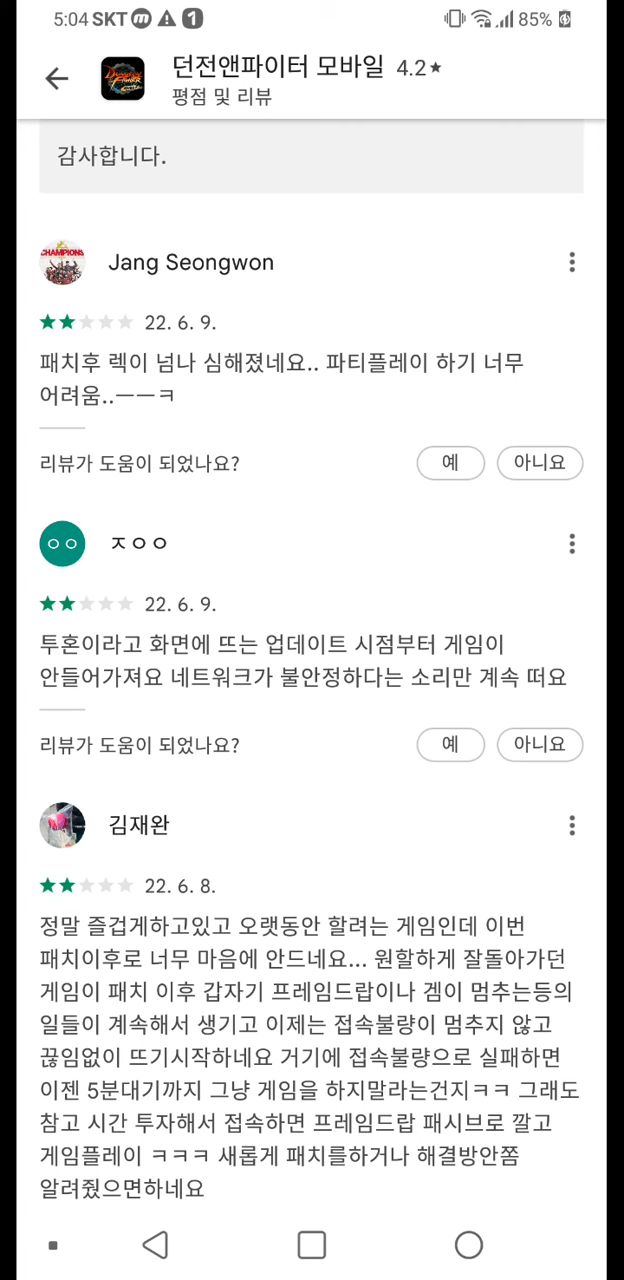 5:04 SKT m 1 85%
던전앤파이터 모바일 4.2★
평점 및 리뷰
감사합니다.
CHAMPIONS
Jang Seongwon
22. 6. 9.
패치후 렉이 넘나 심해졌네요.. 파티플레이 하기 너무
어려움..ㅡㅡㅋ
리뷰가 도움이 되었나요? 예 아니요
ㅇㅇ ㅈㅇㅇ
22. 6. 9.
투혼이라고 화면에 뜨는 업데이트 시점부터 게임이
안들어가져요 네트워크가 불안정하다는 소리만 계속 떠요
리뷰가 도움이 되었나요? 예 아니요
김재완
22. 6. 8.
정말 즐겁게하고있고 오랫동안 할려는 게임인데 이번
패치이후로 너무 마음에 안드네요... 원할하게 잘돌아가던
게임이 패치 이후 갑자기 프레임드랍이나 겜이 멈추는등의
일들이 계속해서 생기고 이제는 접속불량이 멈추지 않고
끊임없이 뜨기시작하네요 거기에 접속불량으로 실패하면
이젠 5분대기까지 그냥 게임을 하지말라는건지ㅋㅋ 그래도
참고 시간 투자해서 접속하면 프레임드랍 패시브로 깔고
게임플레이 ㅋㅋㅋ 새롭게 패치를하거나 해결방안쫌
알려줬으면하네요